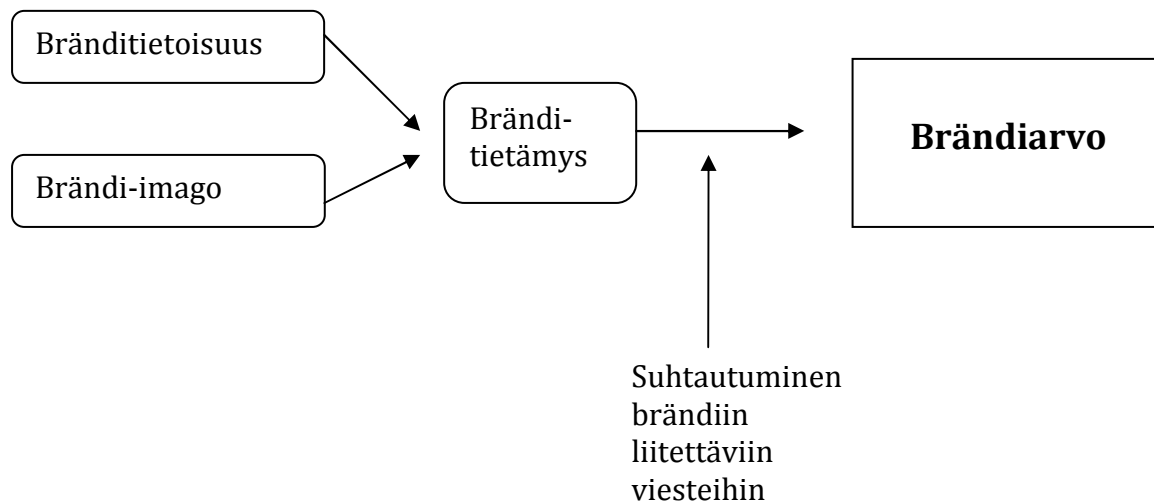 Bränditietoisuus
Brändi-imago
Brändi-
tietämys
Brändiarvo
Suhtautuminen
brändiin
liitettäviin
viesteihin